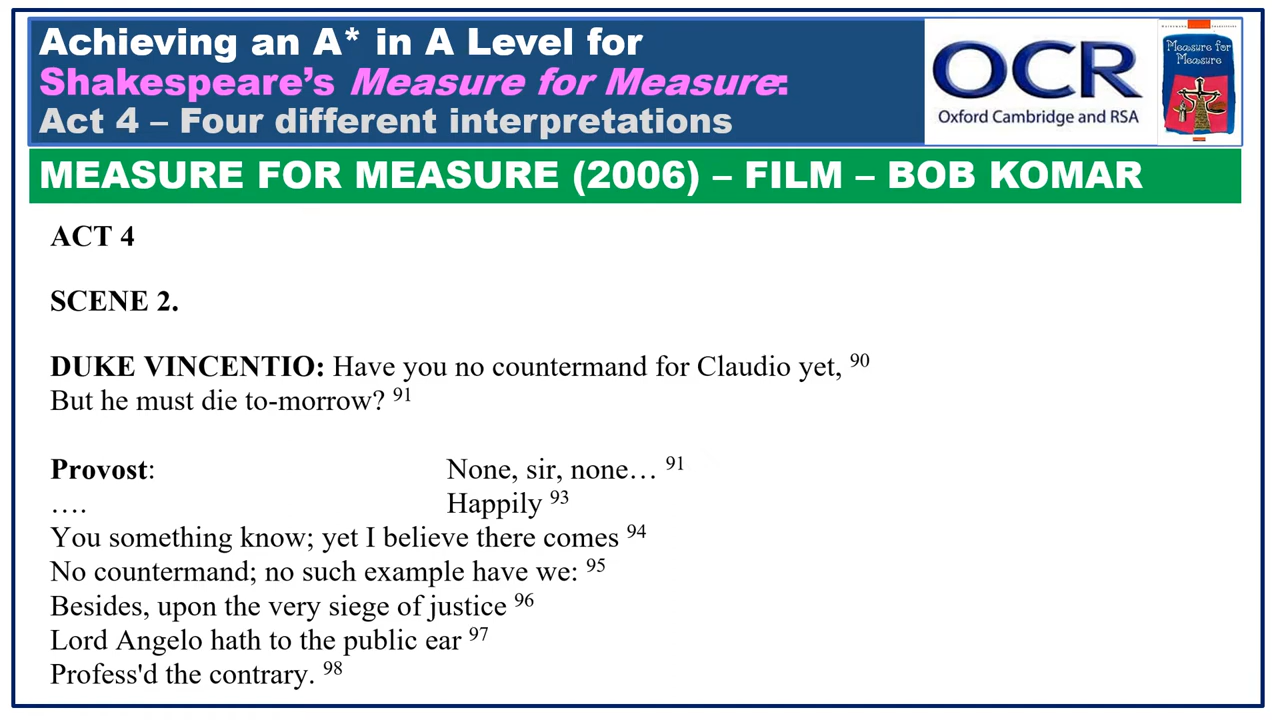 Achieving an A* in A Level for
Shakespeare's Measure for Measure:
Act 4 – Four different interpretations
OCR
Oxford Cambridge and RSA
Measure for
Measure
MEASURE FOR MEASURE (2006) – FILM – BOB KOMAR
ACT 4
SCENE 2.
DUKE VINCENTIO: Have you no countermand for Claudio yet, 90
But he must die to-morrow? 91
Provost: None, sir, none… 91
…. Happily 93
You something know; yet I believe there comes 94
No countermand; no such example have we: 95
Besides, upon the very siege of justice 96
Lord Angelo hath to the public ear 97
Profess'd the contrary. 98